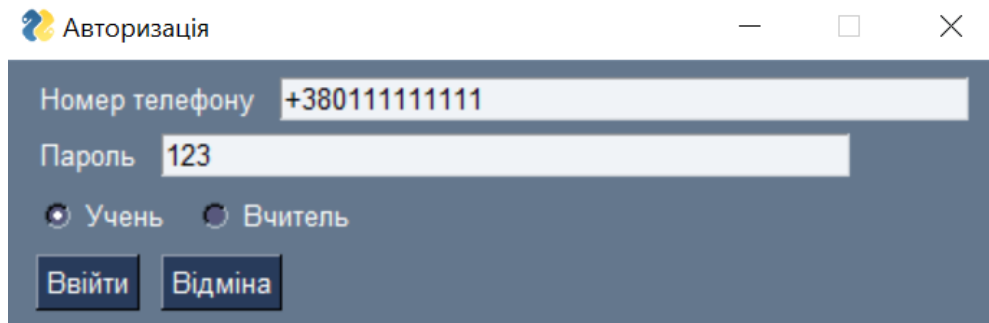 Авторизація
Номер телефону +380111111111
Пароль 123
Учень Вчитель
Ввійти Відміна